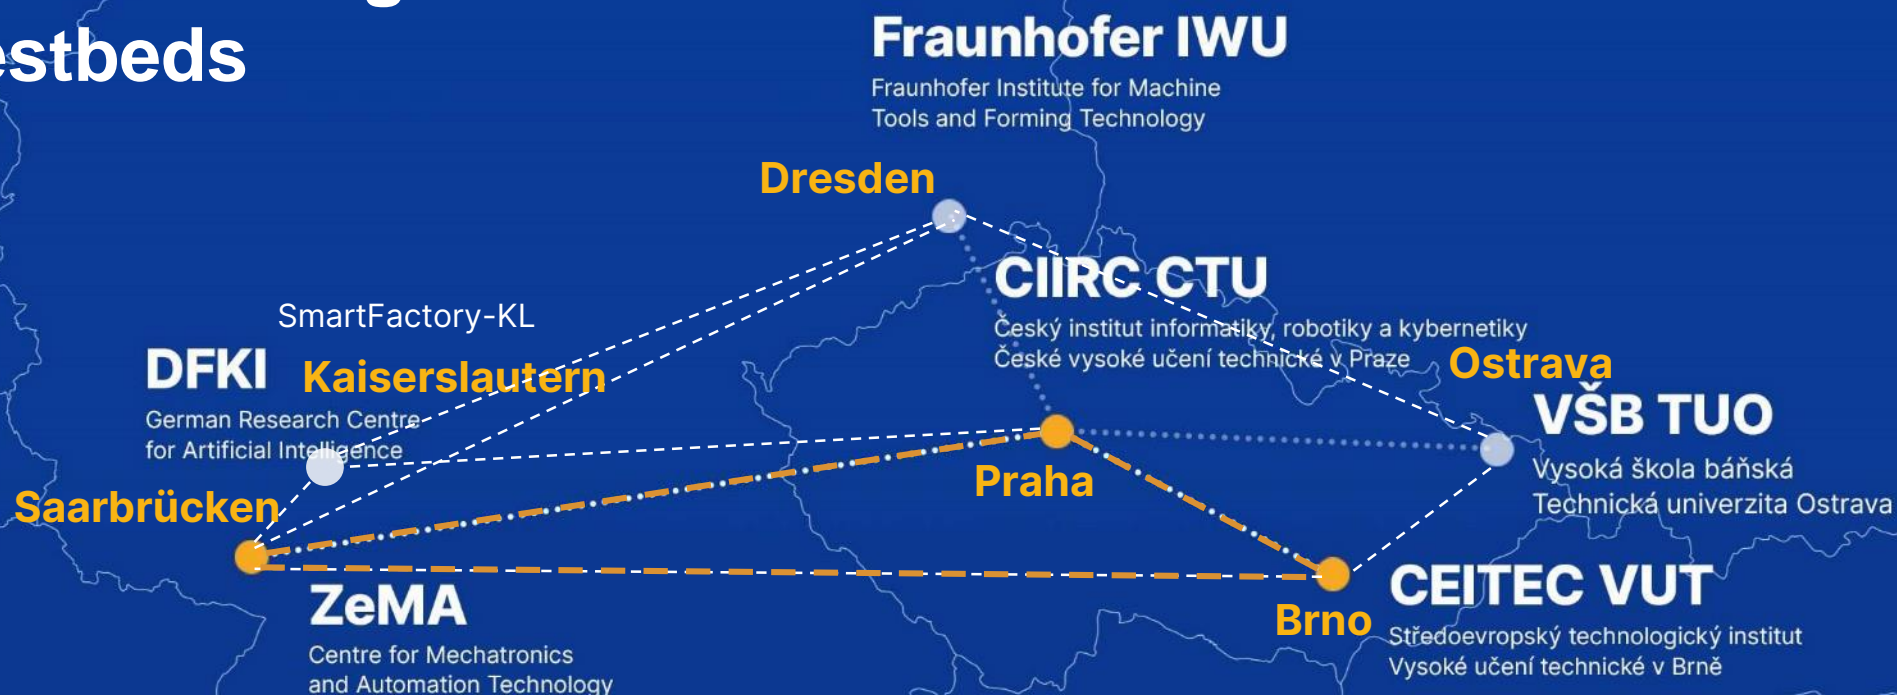 Fraunhofer IWU
Fraunhofer Institute for Machine
Tools and Forming Technology
Dresden
CIIRC CTU
Český institut informatiky, robotiky a kybernetiky
České vysoké učení technické v Praze
SmartFactory-KL
DFKI
Kaiserslautern
German Research Centre
for Artificial Intelligence
Ostrava
VŠB TUO
Vysoká škola báňská
Technická univerzita Ostrava
Praha
Saarbrücken
ZeMA
Centre for Mechatronics
and Automation Technology
Brno
CEITEC VUT
Středoevropský technologický institut
Vysoké učení technické v Brně